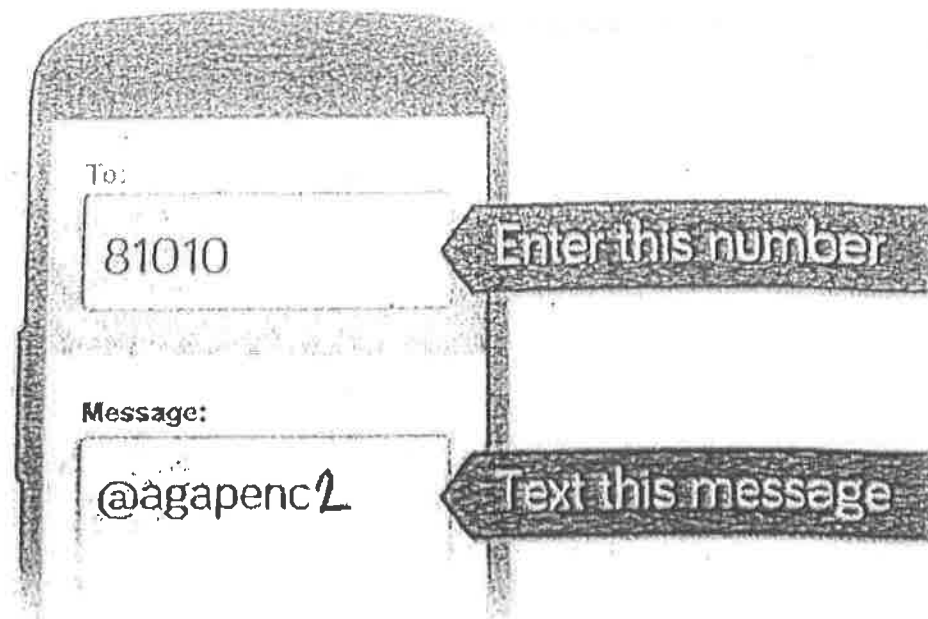 To:
81010
Enter this number
Message:
@agapenc2
Text this message